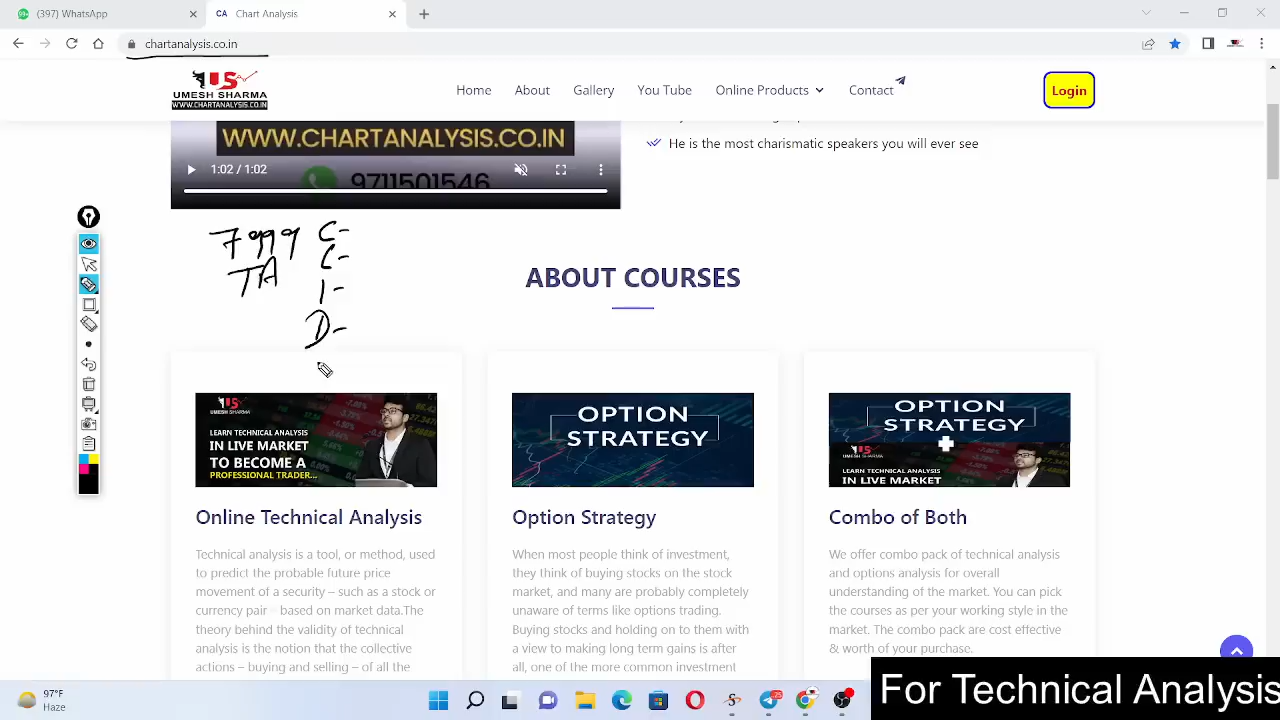 (397) WhatsApp
CA Chart Analysis
chartanalysis.co.in
US
UMESH SHARMA
WWW.CHARTANALYSIS.CO.IN
Home About Gallery You Tube Online Products Contact Login
He is the most charismatic speakers you will ever see
WWW.CHARTANALYSIS.CO.IN
1:02 / 1:02
9711501546
7999 C-
TA C-
I-
D-
ABOUT COURSES
US
UMESH SHARMA
LEARN TECHNICAL ANALYSIS
IN LIVE MARKET
TO BECOME A
PROFESSIONAL TRADER...
Online Technical Analysis
Technical analysis is a tool, or method, used
to predict the probable future price
movement of a security – such as a stock or
currency pair – based on market data.The
theory behind the validity of technical
analysis is the notion that the collective
actions – buying and selling – of all the
OPTION
STRATEGY
Option Strategy
When most people think of investment,
they think of buying stocks on the stock
market, and many are probably completely
unaware of terms like options trading.
Buying stocks and holding on to them with
a view to making long term gains is after
all, one of the more common investment
OPTION
STRATEGY
UMESH SHARMA
LEARN TECHNICAL ANALYSIS
IN LIVE MARKET
Combo of Both
We offer combo pack of technical analysis
and options analysis for overall
understanding of the market. You can pick
the courses as per your working style in the
market. The combo pack are cost effective
& worth of your purchase.
For Technical Analysis
97°F
Haze